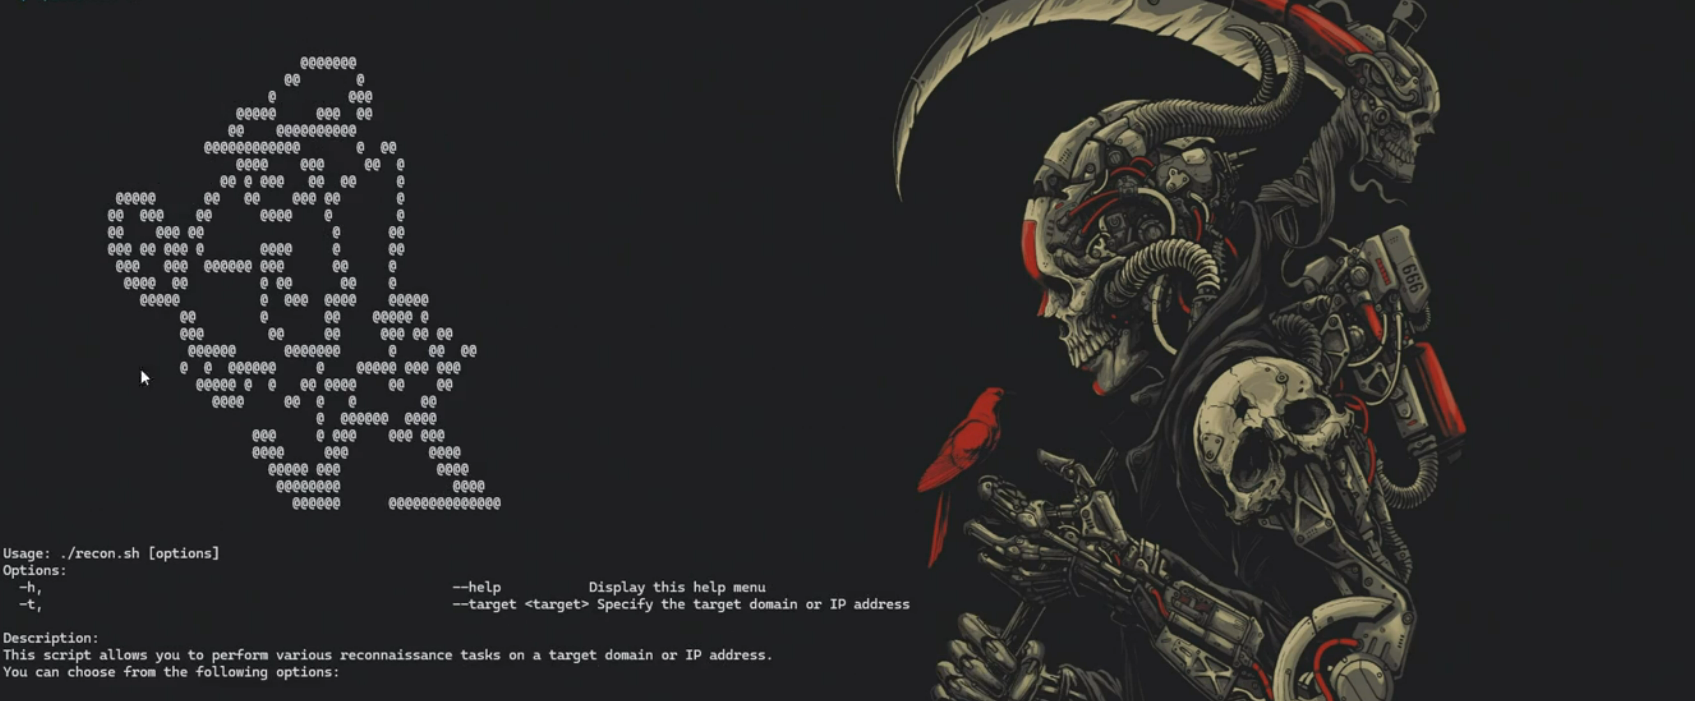 666
Usage: ./recon.sh [options]
Options:
-h, --help Display this help menu
-t, --target <target> Specify the target domain or IP address
Description:
This script allows you to perform various reconnaissance tasks on a target domain or IP address.
You can choose from the following options: